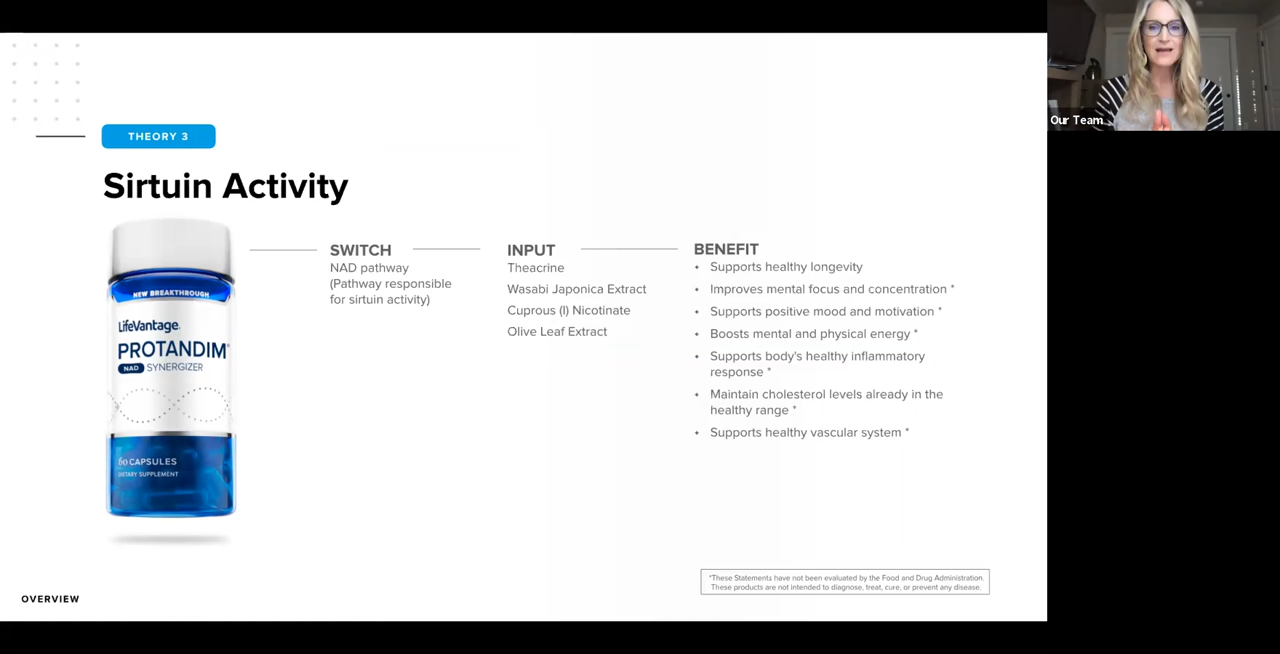 Our Team
THEORY 3
Sirtuin Activity
SWITCH
NAD pathway
(Pathway responsible
for sirtuin activity)
INPUT
Theacrine
Wasabi Japonica Extract
Cuprous (I) Nicotinate
Olive Leaf Extract
BENEFIT
• Supports healthy longevity
• Improves mental focus and concentration *
• Supports positive mood and motivation *
• Boosts mental and physical energy *
• Supports body's healthy inflammatory
response *
• Maintain cholesterol levels already in the
healthy range *
• Supports healthy vascular system *
NEW BREAKTHROUGH
LifeVantage.
PROTANDIM®
NAD SYNERGIZER
60 CAPSULES
DIETARY SUPPLEMENT
*These Statements have not been evaluated by the Food and Drug Administration.
These products are not intended to diagnose, treat, cure, or prevent any disease.
OVERVIEW